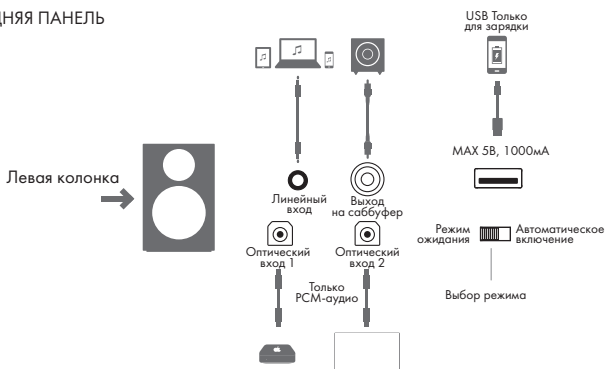 ДНЯЯ ПАНЕЛЬ
USB Только
для зарядки
MAX 5В, 1000мА
Левая колонка
Линейный
вход
Выход
на саббуфер
Оптический
вход 1
Оптический
вход 2
Только
PCM-аудио
Режим
ожидания
Автоматическое
включение
Выбор режима